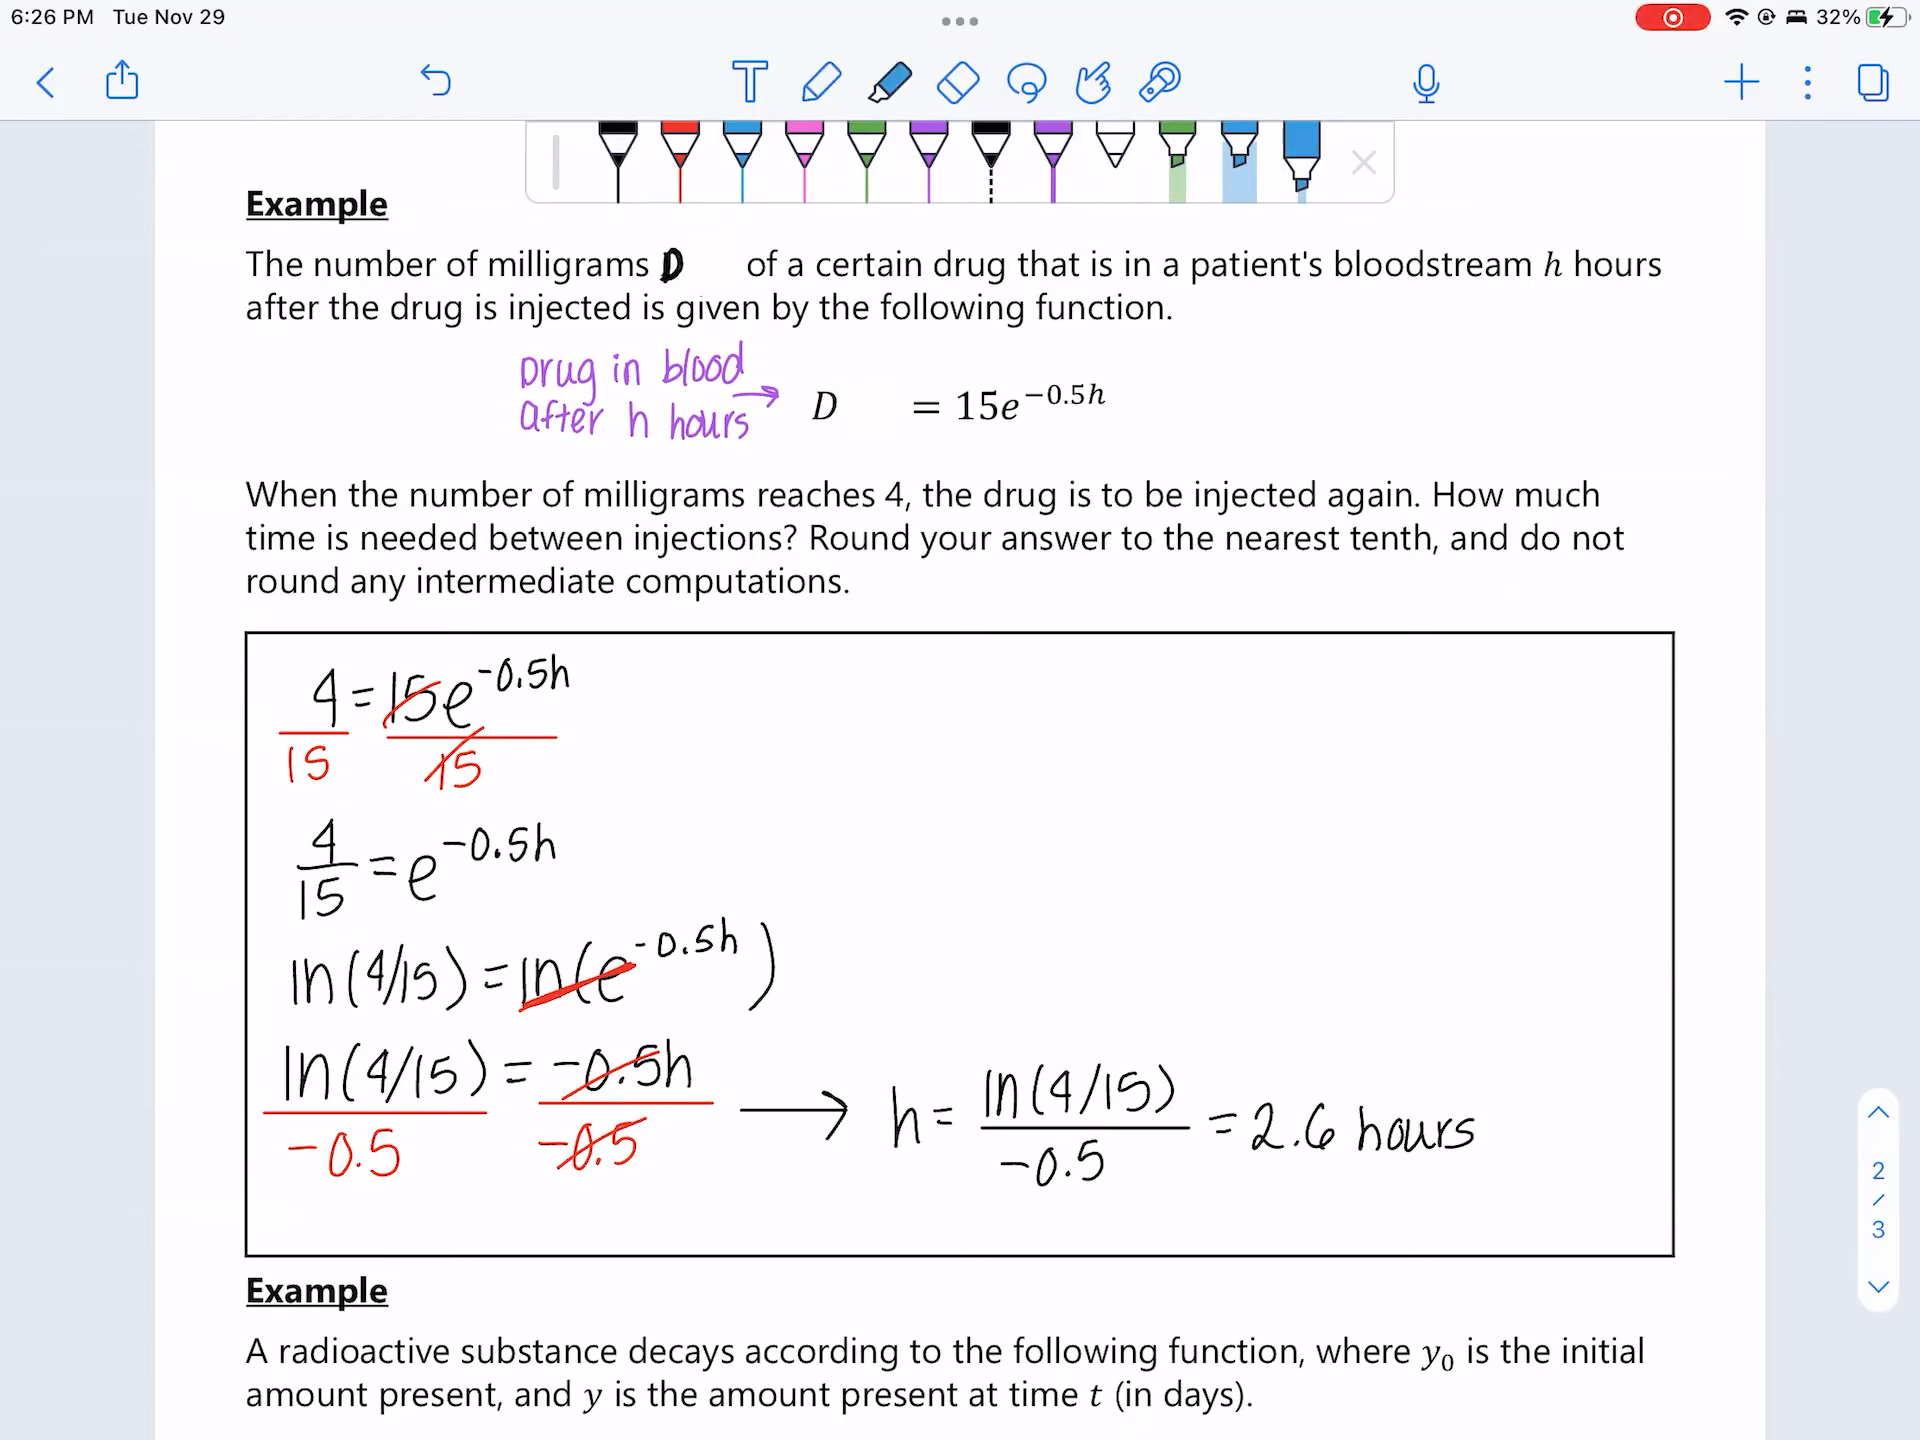 6:26 PM Tue Nov 29
32%
T
Example
The number of milligrams D of a certain drug that is in a patient's bloodstream h hours
after the drug is injected is given by the following function.
Drug in blood
after h hours → D = 15e^{-0.5h}
When the number of milligrams reaches 4, the drug is to be injected again. How much
time is needed between injections? Round your answer to the nearest tenth, and do not
round any intermediate computations.
4 = 15e^{-0.5h}
15 15
4/15 = e^{-0.5h}
ln(4/15) = ln(e^{-0.5h})
ln(4/15) = -0.5h
-0.5 -0.5
→ h = ln(4/15)/-0.5 = 2.6 hours
2
/
3
Example
A radioactive substance decays according to the following function, where y₀ is the initial
amount present, and y is the amount present at time t (in days).